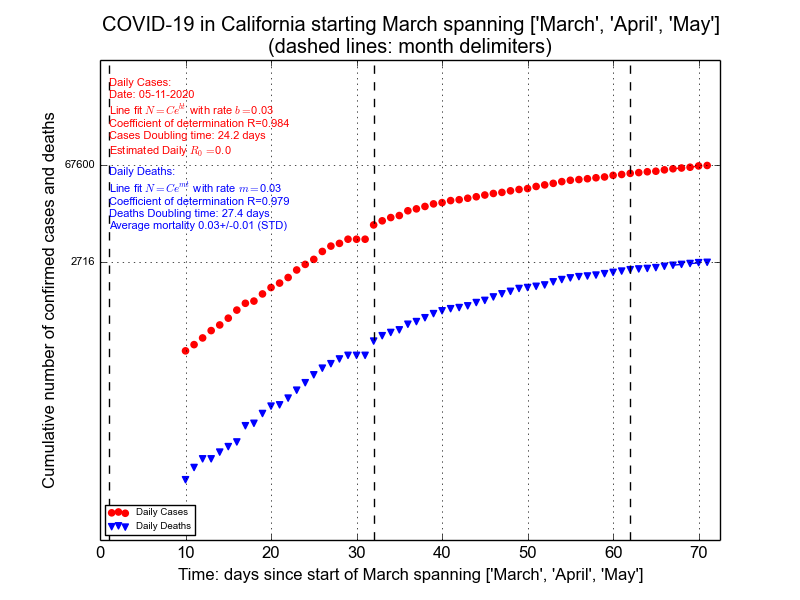 COVID-19 in California starting March spanning ['March', 'April', 'May']
(dashed lines: month delimiters)
Daily Cases:
Date: 05-11-2020
Line fit N = Ce^{bt}: with rate b =0.03
Coefficient of determination R=0.984
Cases Doubling time: 24.2 days
Estimated Daily R_0 =0.0
Daily Deaths:
Line fit N = Ce^{mt} with rate m =0.03
Coefficient of determination R=0.979
Deaths Doubling time: 27.4 days
Average mortality 0.03+/-0.01 (STD)
67600
2716
Cumulative number of confirmed cases and deaths
Daily Cases
Daily Deaths
0 10 20 30 40 50 60 70
Time: days since start of March spanning ['March', 'April', 'May']